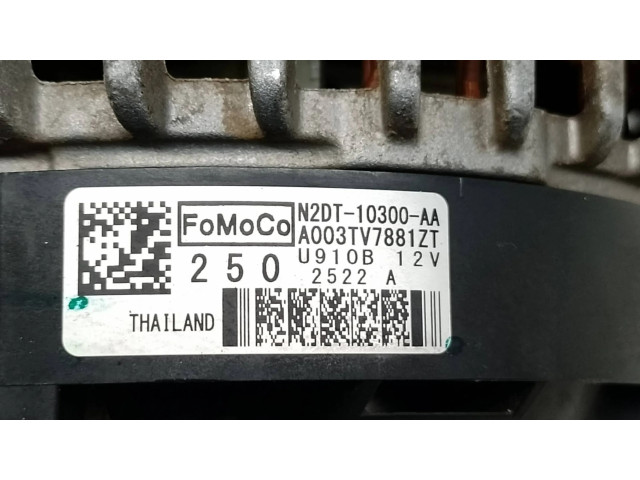 FoMoCo
N2DT-10300-AA
A003TV7881ZT
250
U910B 12V
2522 A
THAILAND